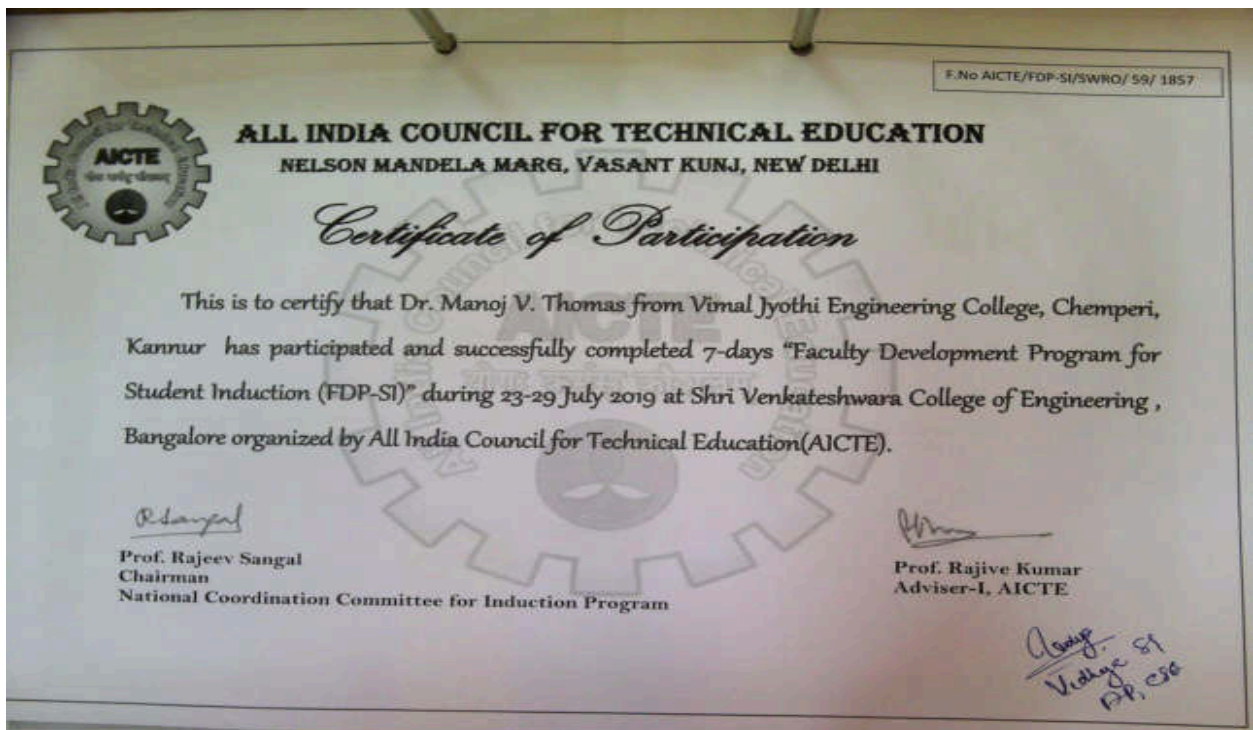 F.No AICTE/FDP-SI/SWRO/ 59/ 1857
AICTE
ALL INDIA COUNCIL FOR TECHNICAL EDUCATION
NELSON MANDELA MARG, VASANT KUNJ, NEW DELHI
Certificate of Participation
This is to certify that Dr. Manoj V. Thomas from Vimal Jyothi Engineering College, Chemperi,
Kannur has participated and successfully completed 7-days "Faculty Development Program for
Student Induction (FDP-SI)" during 23-29 July 2019 at Shri Venkateshwara College of Engineering ,
Bangalore organized by All India Council for Technical Education(AICTE).
RSangal
Prof. Rajeev Sangal
Chairman
National Coordination Committee for Induction Program
Prof. Rajive Kumar
Adviser-I, AICTE
AP, CSE